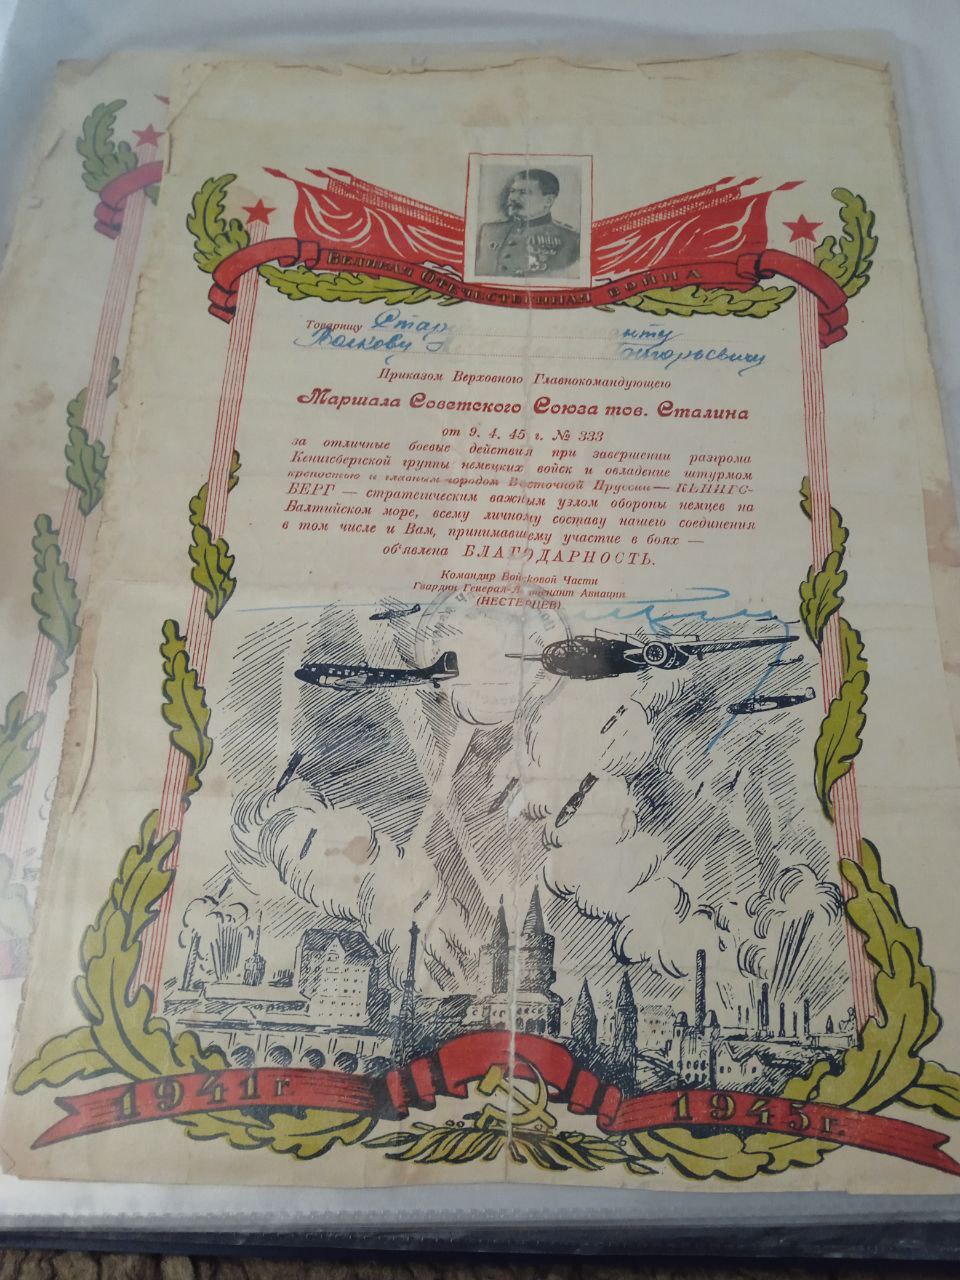 Великая Отечественная война
Товарищу
Волкову Григорьевичу
Приказом Верховного Главнокомандующего
Маршала Советского Союза тов. Сталина
от 9. 4. 45 г. № 333
за отличные боевые действия при завершении разгрома
Кенигсбергской группы немецких войск и овладение штурмом
крепостью и главным городом Восточной Пруссии — КЕНИГС-
БЕРГ — стратегическим важным узлом обороны немцев на
Балтийском море, всему личному составу нашего соединения
в том числе и Вам, принимавшему участие в боях —
об'явлена БЛАГОДАРНОСТЬ.
Командир Войсковой Части
Гвардии Генерал-Лейтенант Авиации
(НЕСТЕРЦЕВ)
1941 г. 1945 г.